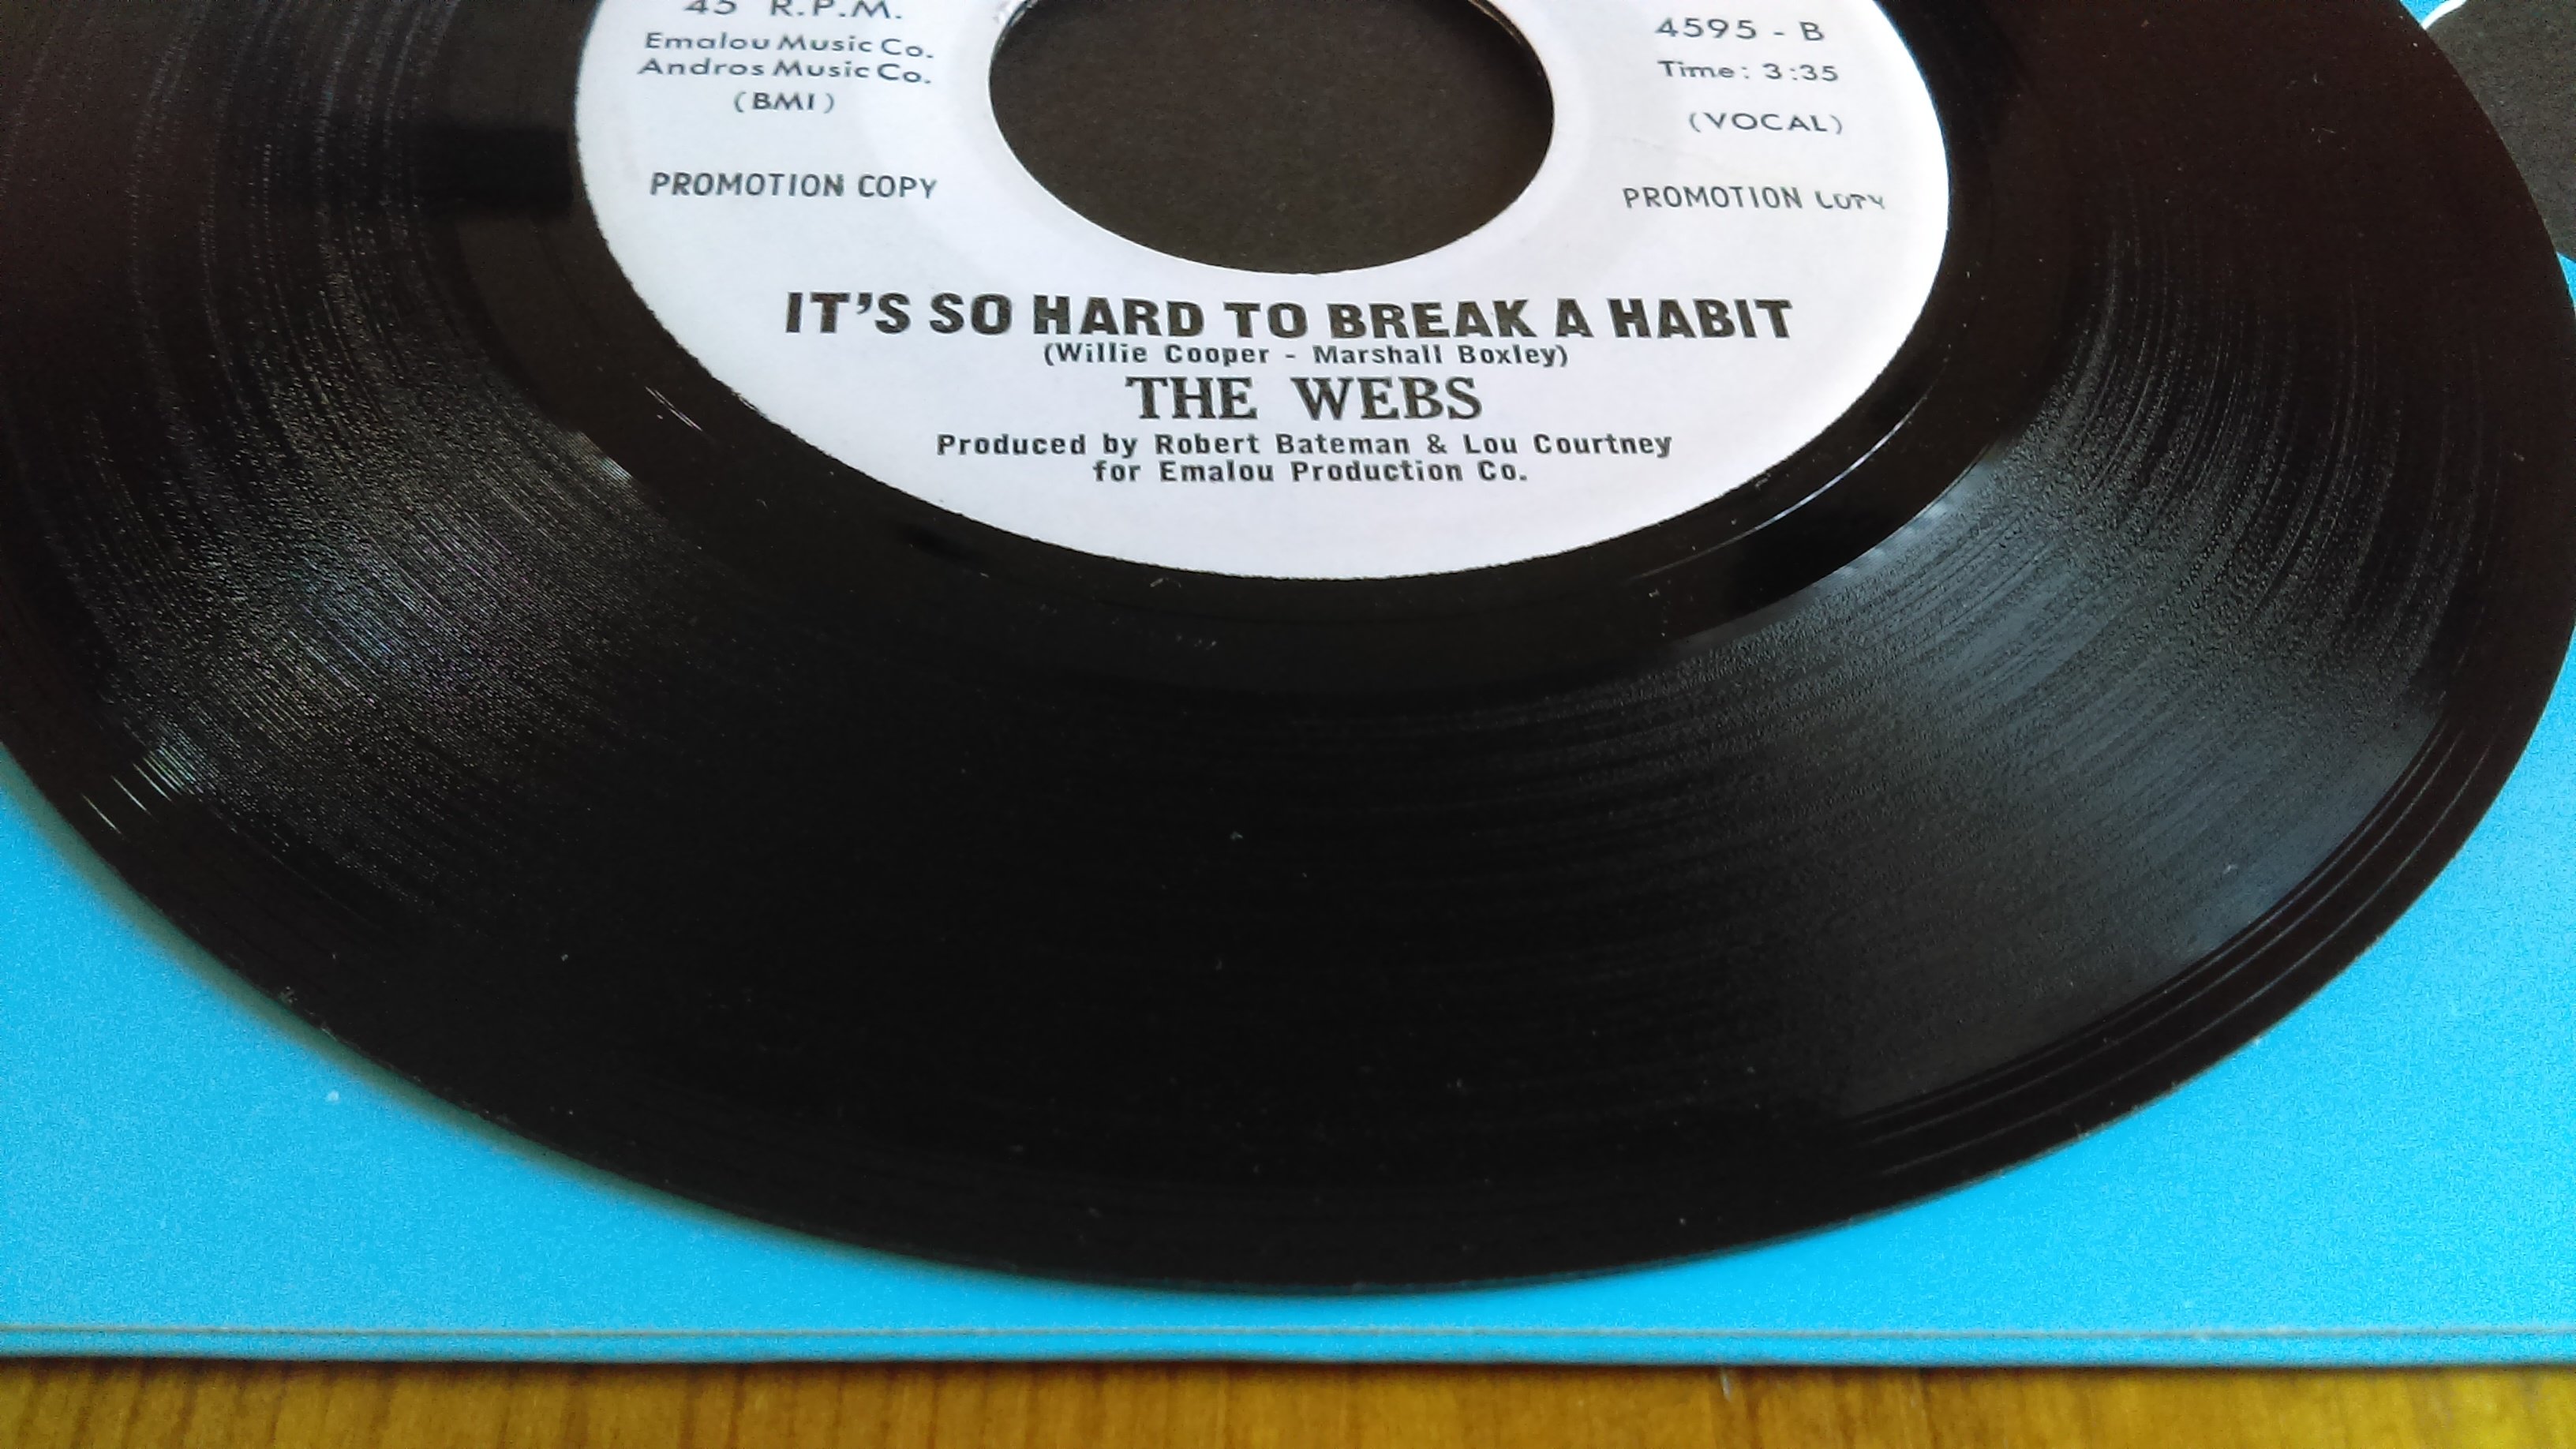 45 R.P.M.
Emalou Music Co.
Andros Music Co.
(BMI)
PROMOTION COPY
4595 - B
Time: 3:35
(VOCAL)
PROMOTION COPY
IT'S SO HARD TO BREAK A HABIT
(Willie Cooper - Marshall Boxley)
THE WEBS
Produced by Robert Bateman & Lou Courtney
for Emalou Production Co.